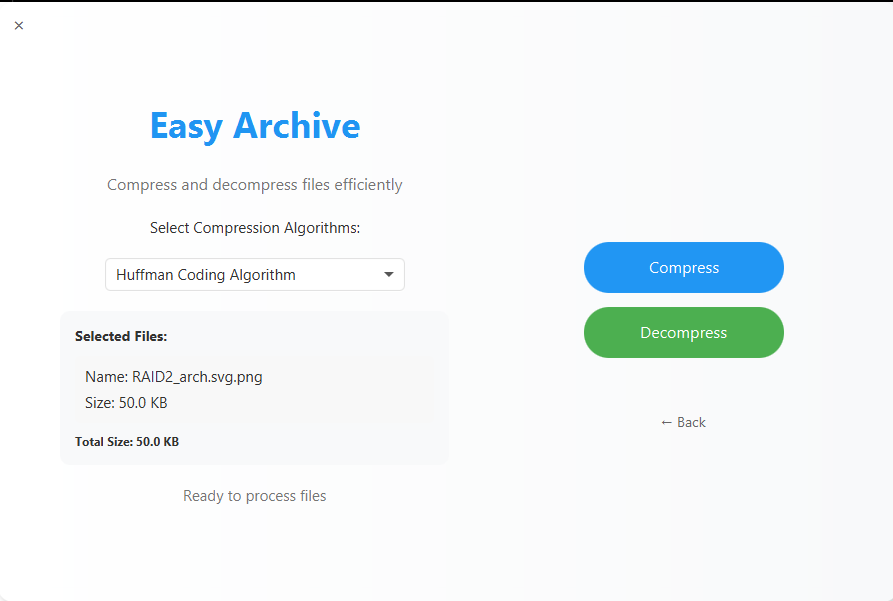 ×
Easy Archive
Compress and decompress files efficiently
Select Compression Algorithms:
Huffman Coding Algorithm
Selected Files:
Name: RAID2_arch.svg.png
Size: 50.0 KB
Total Size: 50.0 KB
Ready to process files
Compress
Decompress
← Back